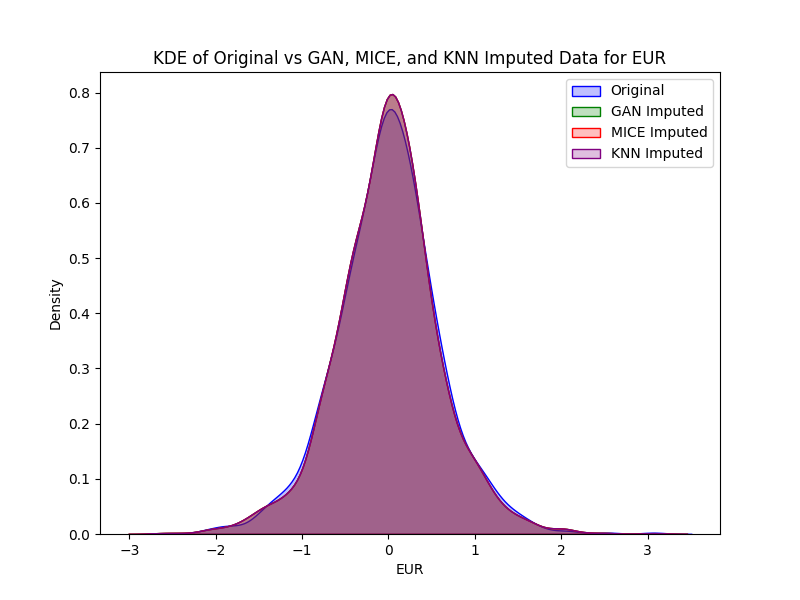 KDE of Original vs GAN, MICE, and KNN Imputed Data for EUR
Original
GAN Imputed
MICE Imputed
KNN Imputed
0.8
0.7
0.6
0.5
0.4
0.3
0.2
0.1
0.0
Density
−3
−2
−1
0
1
2
3
EUR